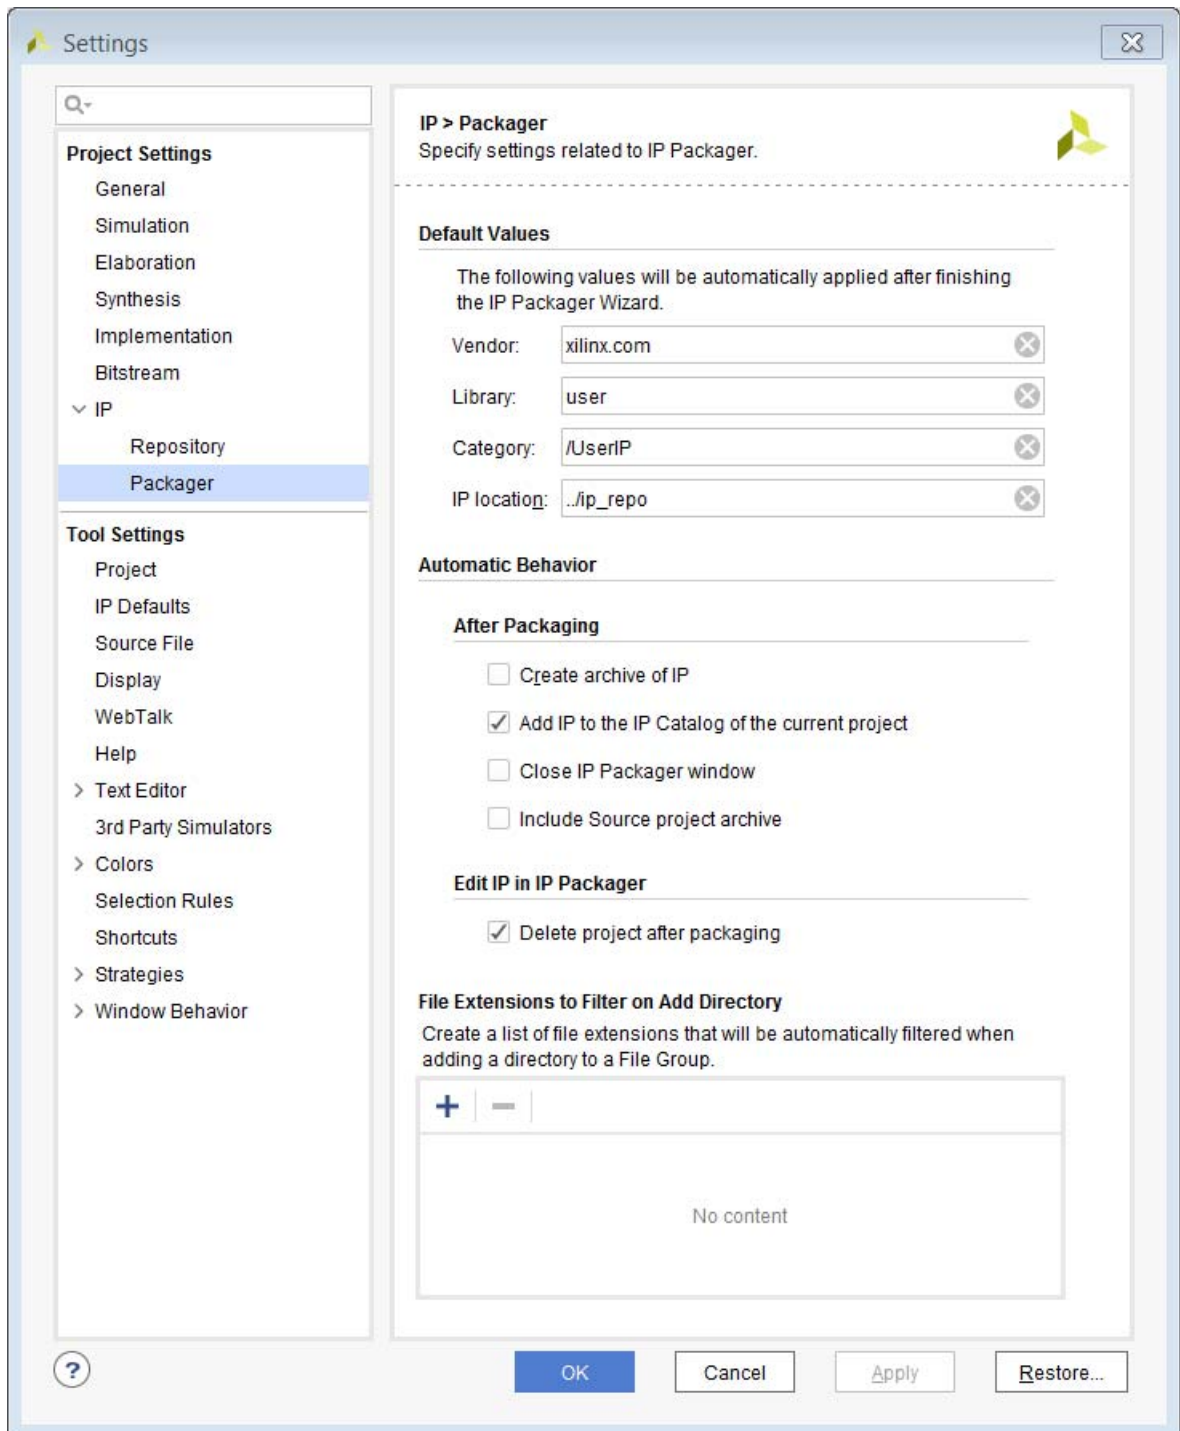 Settings
Project Settings
General
Simulation
Elaboration
Synthesis
Implementation
Bitstream
IP
Repository
Packager
Tool Settings
Project
IP Defaults
Source File
Display
WebTalk
Help
Text Editor
3rd Party Simulators
Colors
Selection Rules
Shortcuts
Strategies
Window Behavior
IP > Packager
Specify settings related to IP Packager.
Default Values
The following values will be automatically applied after finishing
the IP Packager Wizard.
Vendor: xilinx.com
Library: user
Category: /UserIP
IP location: ../ip_repo
Automatic Behavior
After Packaging
Create archive of IP
Add IP to the IP Catalog of the current project
Close IP Packager window
Include Source project archive
Edit IP in IP Packager
Delete project after packaging
File Extensions to Filter on Add Directory
Create a list of file extensions that will be automatically filtered when
adding a directory to a File Group.
No content
? OK Cancel Apply Restore...